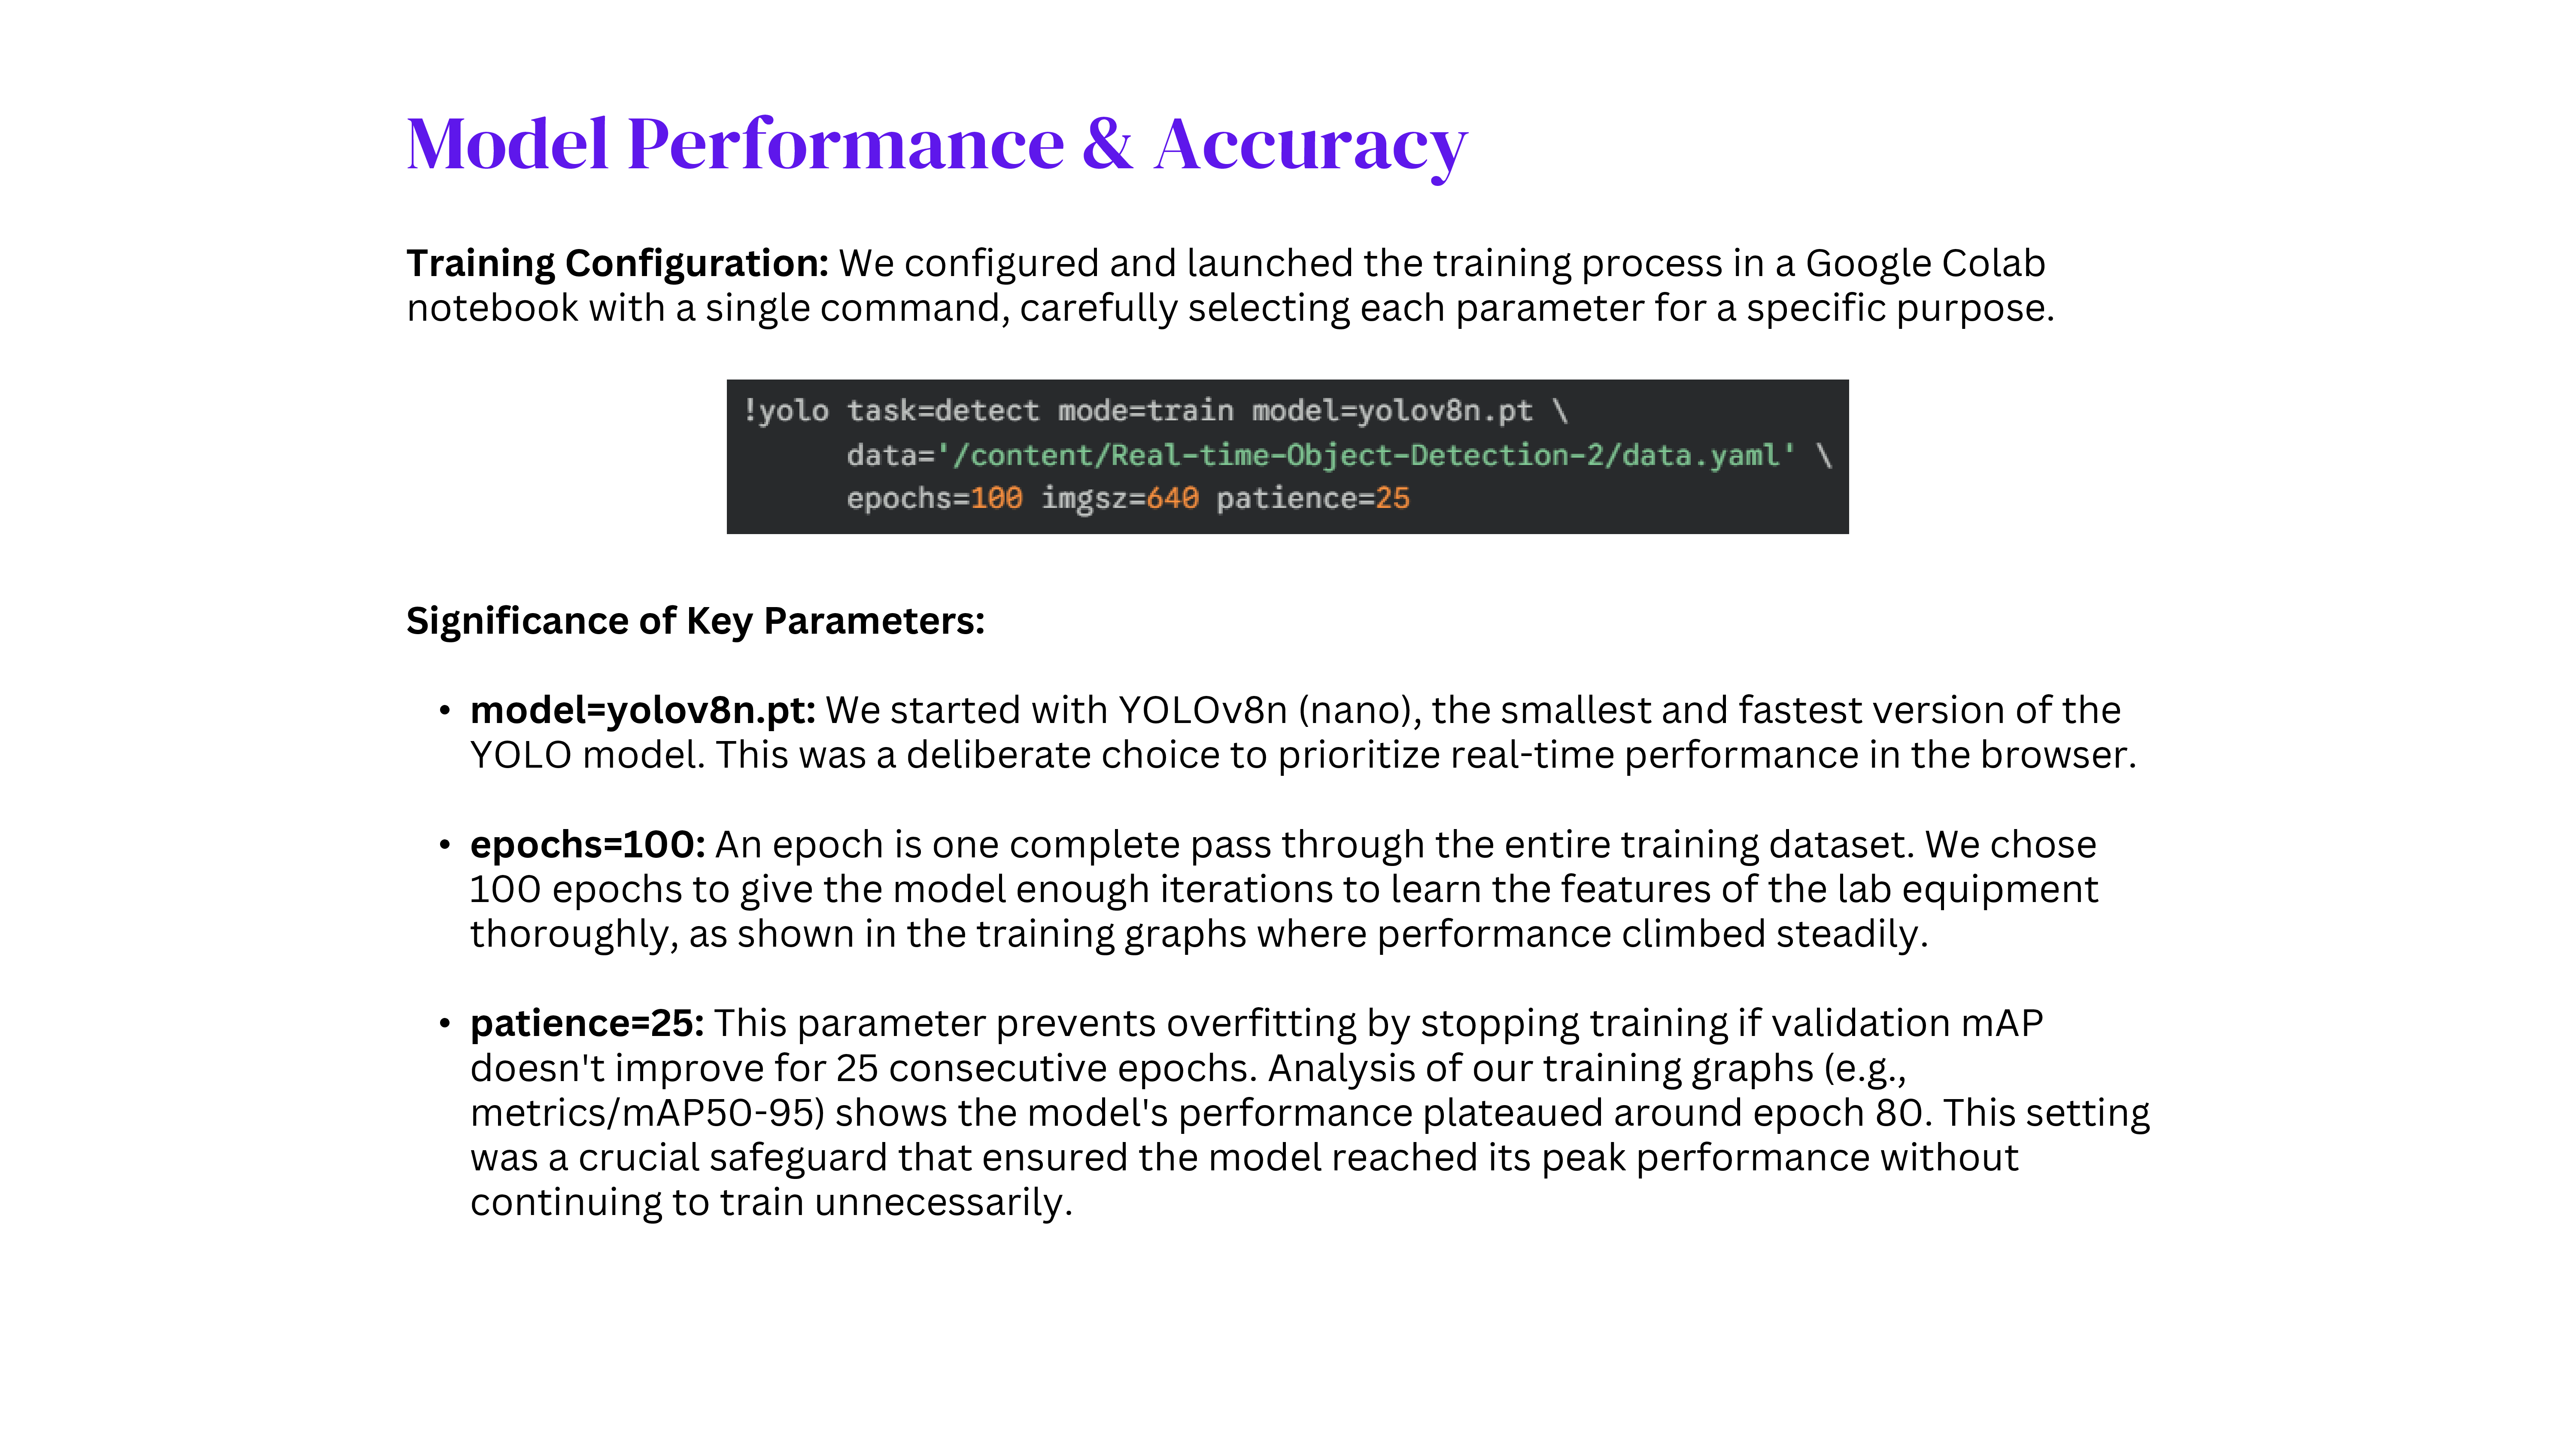 Model Performance & Accuracy
Training Configuration: We configured and launched the training process in a Google Colab
notebook with a single command, carefully selecting each parameter for a specific purpose.
!yolo task=detect mode=train model=yolov8n.pt \
data='/content/Real-time-Object-Detection-2/data.yaml' \
epochs=100 imgsz=640 patience=25
Significance of Key Parameters:
• model=yolov8n.pt: We started with YOLOv8n (nano), the smallest and fastest version of the
YOLO model. This was a deliberate choice to prioritize real-time performance in the browser.
• epochs=100: An epoch is one complete pass through the entire training dataset. We chose
100 epochs to give the model enough iterations to learn the features of the lab equipment
thoroughly, as shown in the training graphs where performance climbed steadily.
• patience=25: This parameter prevents overfitting by stopping training if validation mAP
doesn't improve for 25 consecutive epochs. Analysis of our training graphs (e.g.,
metrics/mAP50-95) shows the model's performance plateaued around epoch 80. This setting
was a crucial safeguard that ensured the model reached its peak performance without
continuing to train unnecessarily.